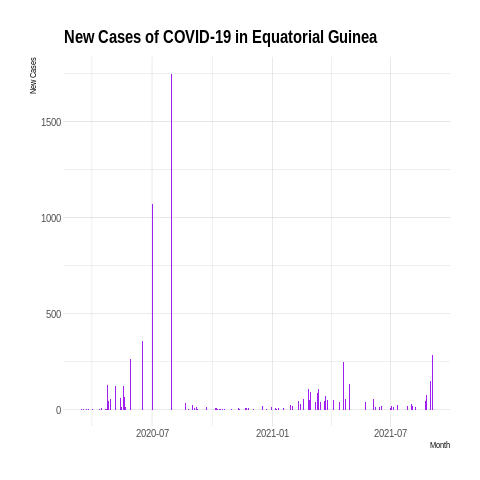 New Cases of COVID-19 in Equatorial Guinea
New Cases
1500
1000
500
0
2020-07 2021-01 2021-07
Month